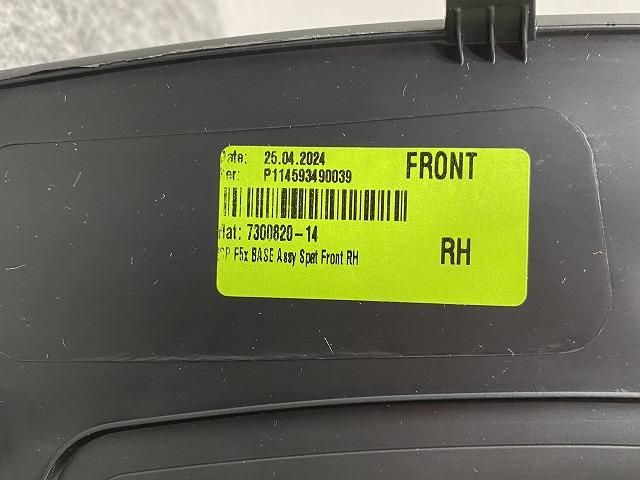 Date: 25.04.2024 FRONT
Ser: P114593490039
Mat: 7300820-14
F5x BASE Assy Spat Front RH RH